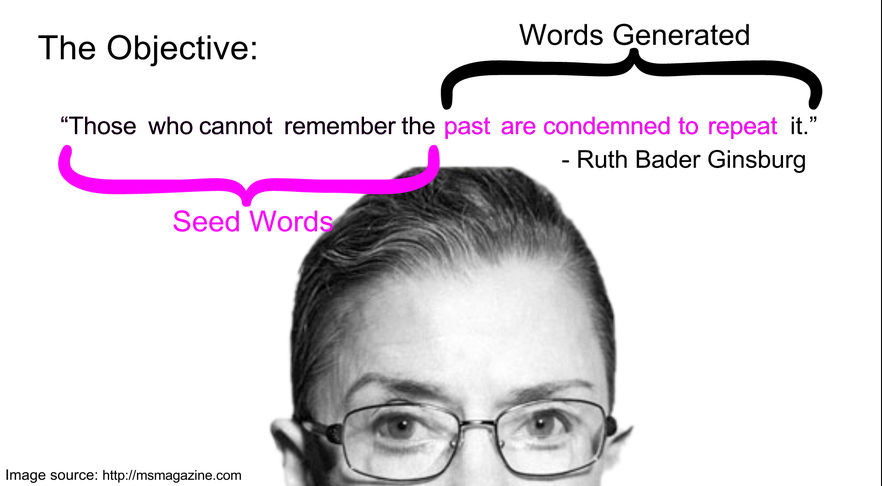 The Objective:
Words Generated
“Those who cannot remember the past are condemned to repeat it.”
- Ruth Bader Ginsburg
Seed Words
Image source: http://msmagazine.com